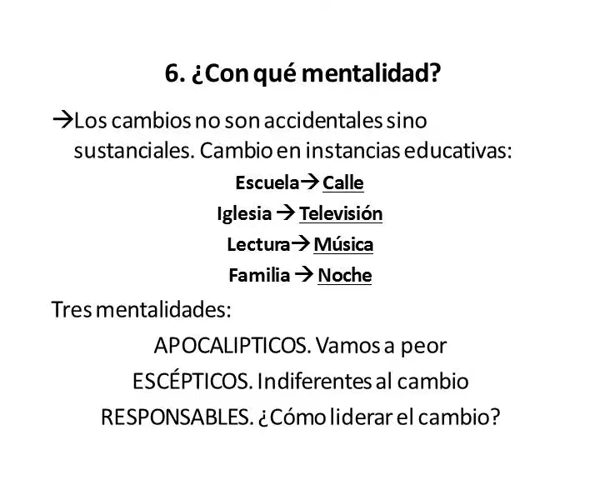 6. ¿Con qué mentalidad?
→Los cambios no son accidentales sino
sustanciales. Cambio en instancias educativas:
Escuela→ Calle
Iglesia → Televisión
Lectura→ Música
Familia → Noche
Tres mentalidades:
APOCALIPTICOS. Vamos a peor
ESCÉPTICOS. Indiferentes al cambio
RESPONSABLES. ¿Cómo liderar el cambio?